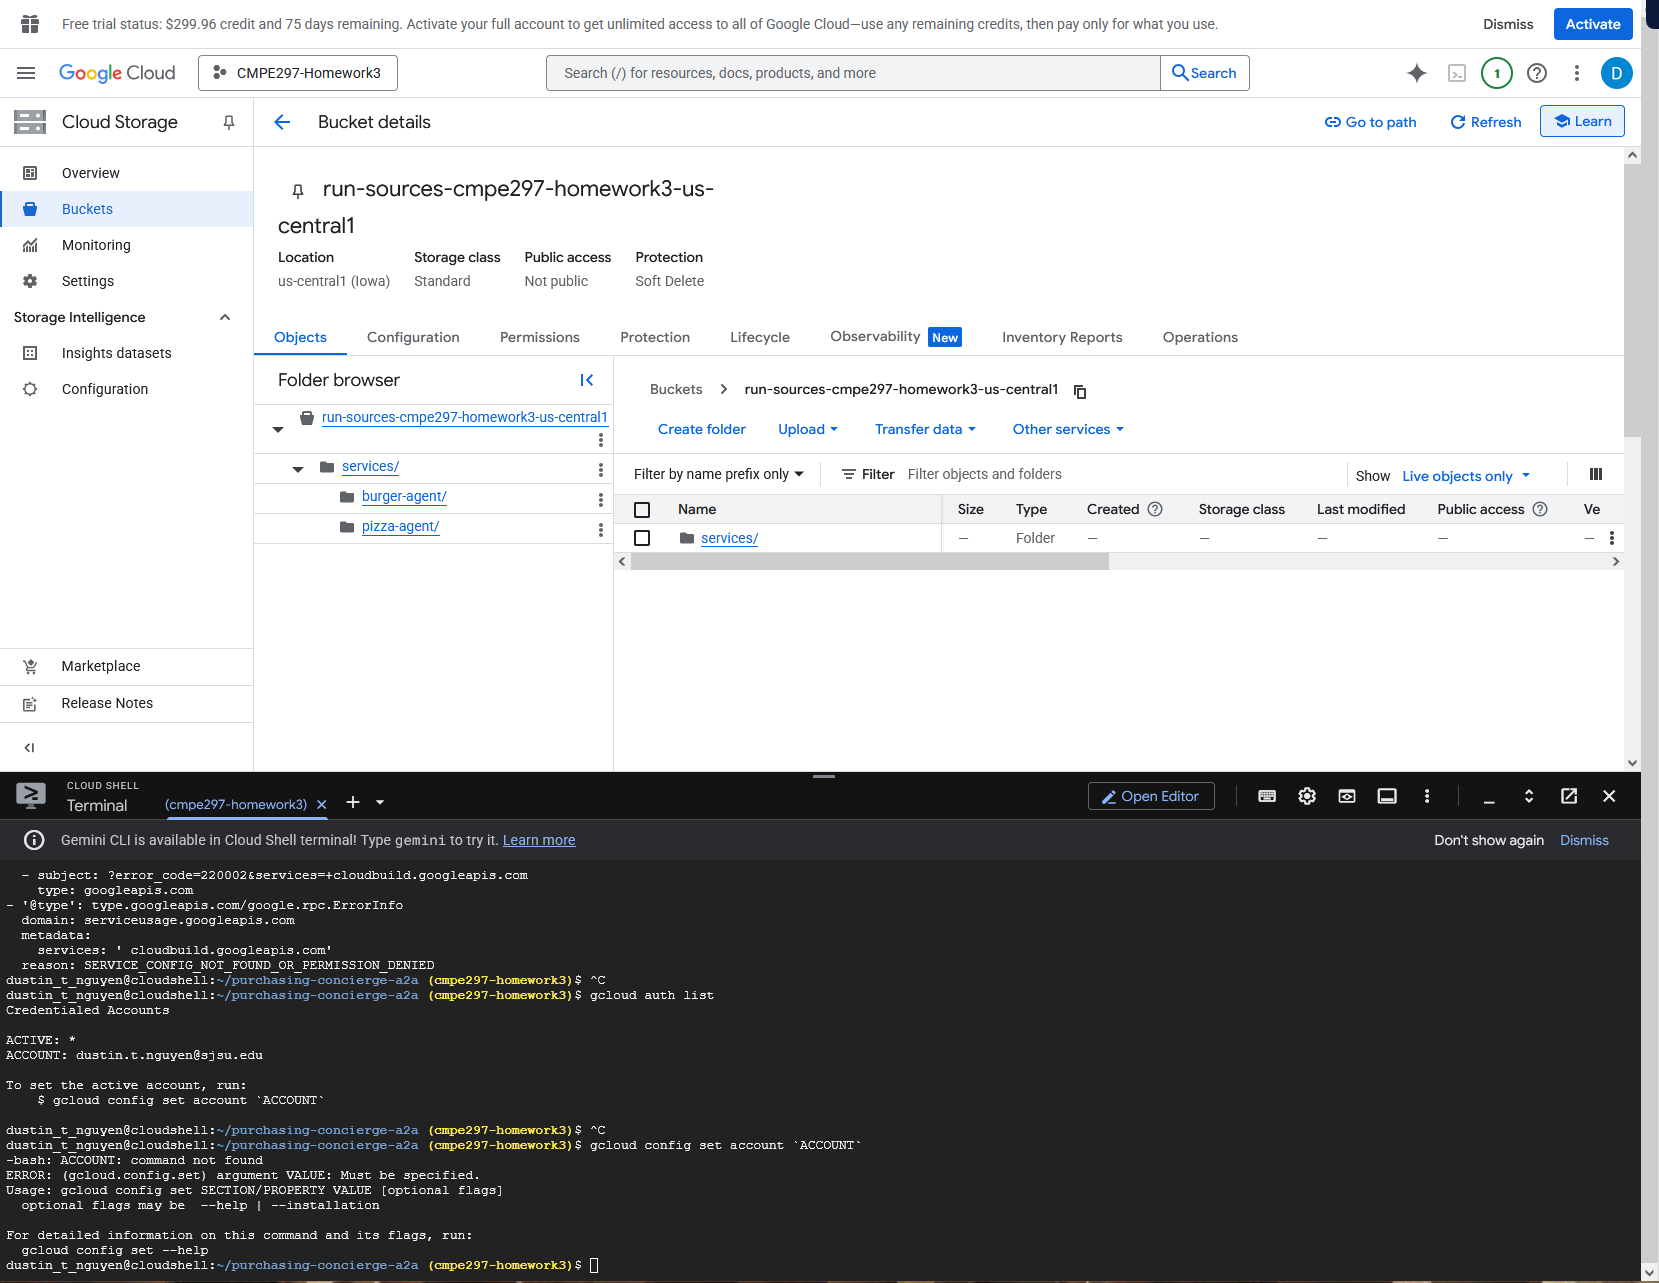 Free trial status: $299.96 credit and 75 days remaining. Activate your full account to get unlimited access to all of Google Cloud—use any remaining credits, then pay only for what you use.
Dismiss
Activate
Google Cloud
CMPE297-Homework3
Search (/) for resources, docs, products, and more
Search
1
D
Cloud Storage
Bucket details
Go to path
Refresh
Learn
Overview
Buckets
Monitoring
Settings
Storage Intelligence
Insights datasets
Configuration
Marketplace
Release Notes
run-sources-cmpe297-homework3-us-
central1
Location Storage class Public access Protection
us-central1 (Iowa) Standard Not public Soft Delete
Objects Configuration Permissions Protection Lifecycle Observability New Inventory Reports Operations
Folder browser
run-sources-cmpe297-homework3-us-central1
services/
burger-agent/
pizza-agent/
Buckets run-sources-cmpe297-homework3-us-central1
Create folder Upload Transfer data Other services
Filter by name prefix only Filter Filter objects and folders Show Live objects only
Name Size Type Created Storage class Last modified Public access Ve
services/ — Folder — — — — —
CLOUD SHELL
Terminal
(cmpe297-homework3)
Open Editor
Gemini CLI is available in Cloud Shell terminal! Type gemini to try it. Learn more
Don't show again
Dismiss
- subject: ?error_code=220002&services=+cloudbuild.googleapis.com
type: googleapis.com
- '@type': type.googleapis.com/google.rpc.ErrorInfo
domain: serviceusage.googleapis.com
metadata:
services: ' cloudbuild.googleapis.com'
reason: SERVICE_CONFIG_NOT_FOUND_OR_PERMISSION_DENIED
dustin_t_nguyen@cloudshell:~/purchasing-concierge-a2a (cmpe297-homework3)$ ^C
dustin_t_nguyen@cloudshell:~/purchasing-concierge-a2a (cmpe297-homework3)$ gcloud auth list
Credentialed Accounts
ACTIVE: *
ACCOUNT: dustin.t.nguyen@sjsu.edu
To set the active account, run:
$ gcloud config set account `ACCOUNT`
dustin_t_nguyen@cloudshell:~/purchasing-concierge-a2a (cmpe297-homework3)$ ^C
dustin_t_nguyen@cloudshell:~/purchasing-concierge-a2a (cmpe297-homework3)$ gcloud config set account `ACCOUNT`
-bash: ACCOUNT: command not found
ERROR: (gcloud.config.set) argument VALUE: Must be specified.
Usage: gcloud config set SECTION/PROPERTY VALUE [optional flags]
optional flags may be --help | --installation
For detailed information on this command and its flags, run:
gcloud config set --help
dustin_t_nguyen@cloudshell:~/purchasing-concierge-a2a (cmpe297-homework3)$